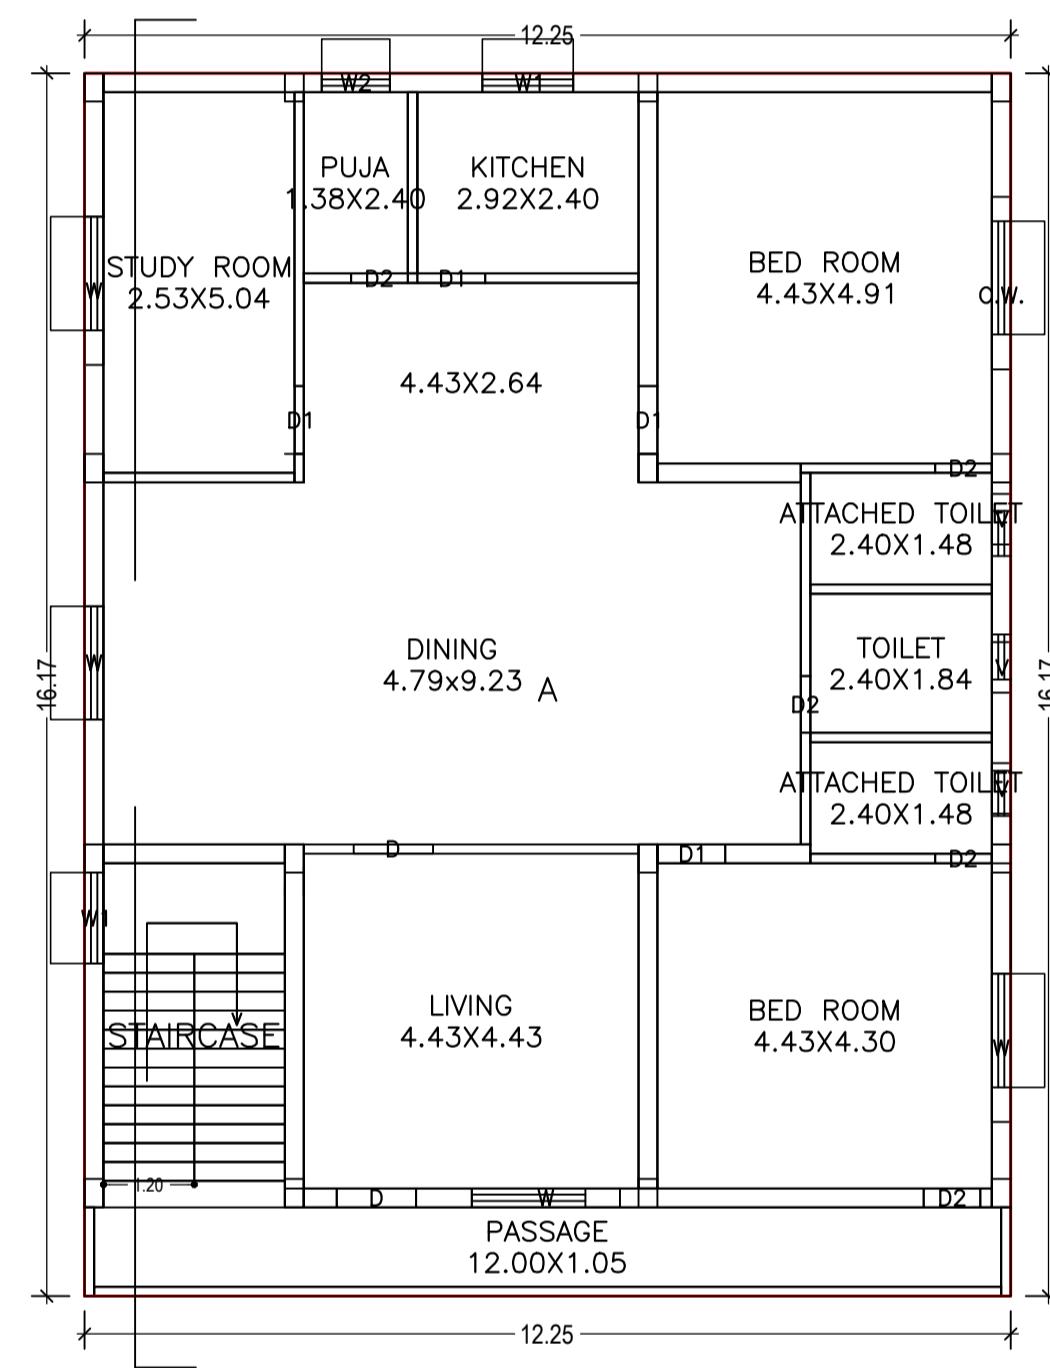 12.25
W2
W1
PUJA
1.38X2.40
KITCHEN
2.92X2.40
STUDY ROOM
2.53X5.04
W
BED ROOM
4.43X4.91
C.W.
D2
D1
4.43X2.64
D1
D1
D2
ATTACHED TOILET
2.40X1.48
V
DINING
4.79x9.23
A
W
16.17
TOILET
2.40X1.84
V
16.17
D2
ATTACHED TOILET
2.40X1.48
V
D
D1
D2
W1
STAIRCASE
LIVING
4.43X4.43
BED ROOM
4.43X4.30
W
1.20
D
W
D2
PASSAGE
12.00X1.05
12.25